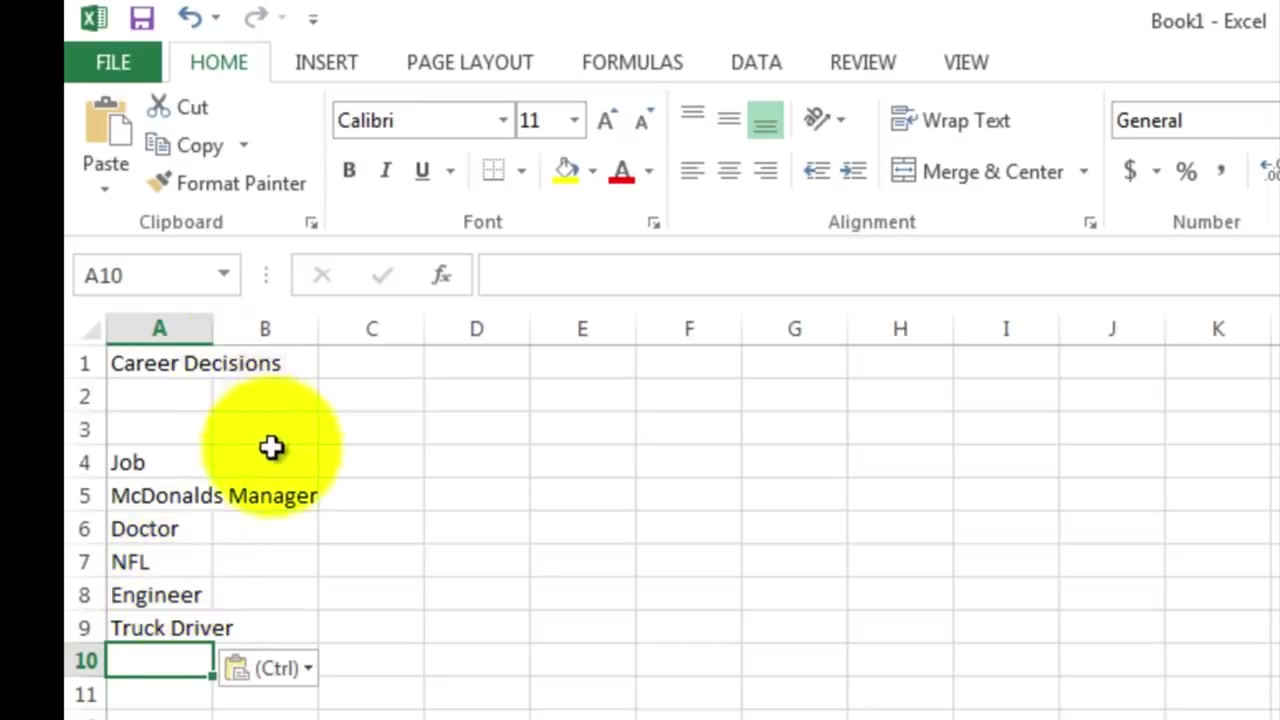 Book1 - Excel
FILE HOME INSERT PAGE LAYOUT FORMULAS DATA REVIEW VIEW
Paste
Cut
Copy
Format Painter
Clipboard
Calibri 11
B I U A
Font
Wrap Text
Merge & Center
Alignment
General
$ % ,
Number
A10 fx
A B C D E F G H I J K
1 Career Decisions
2
3
4 Job
5 McDonalds Manager
6 Doctor
7 NFL
8 Engineer
9 Truck Driver
10 (Ctrl)
11